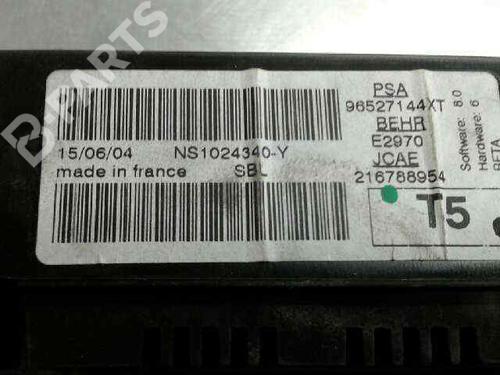 B-PARTS
15/06/04 NS1024340-Y
made in france SBL
PSA
96527144XT
BEHR
E2970
JCAE
216788954
T5
Software: 8.0
Hardware: 6
BETA